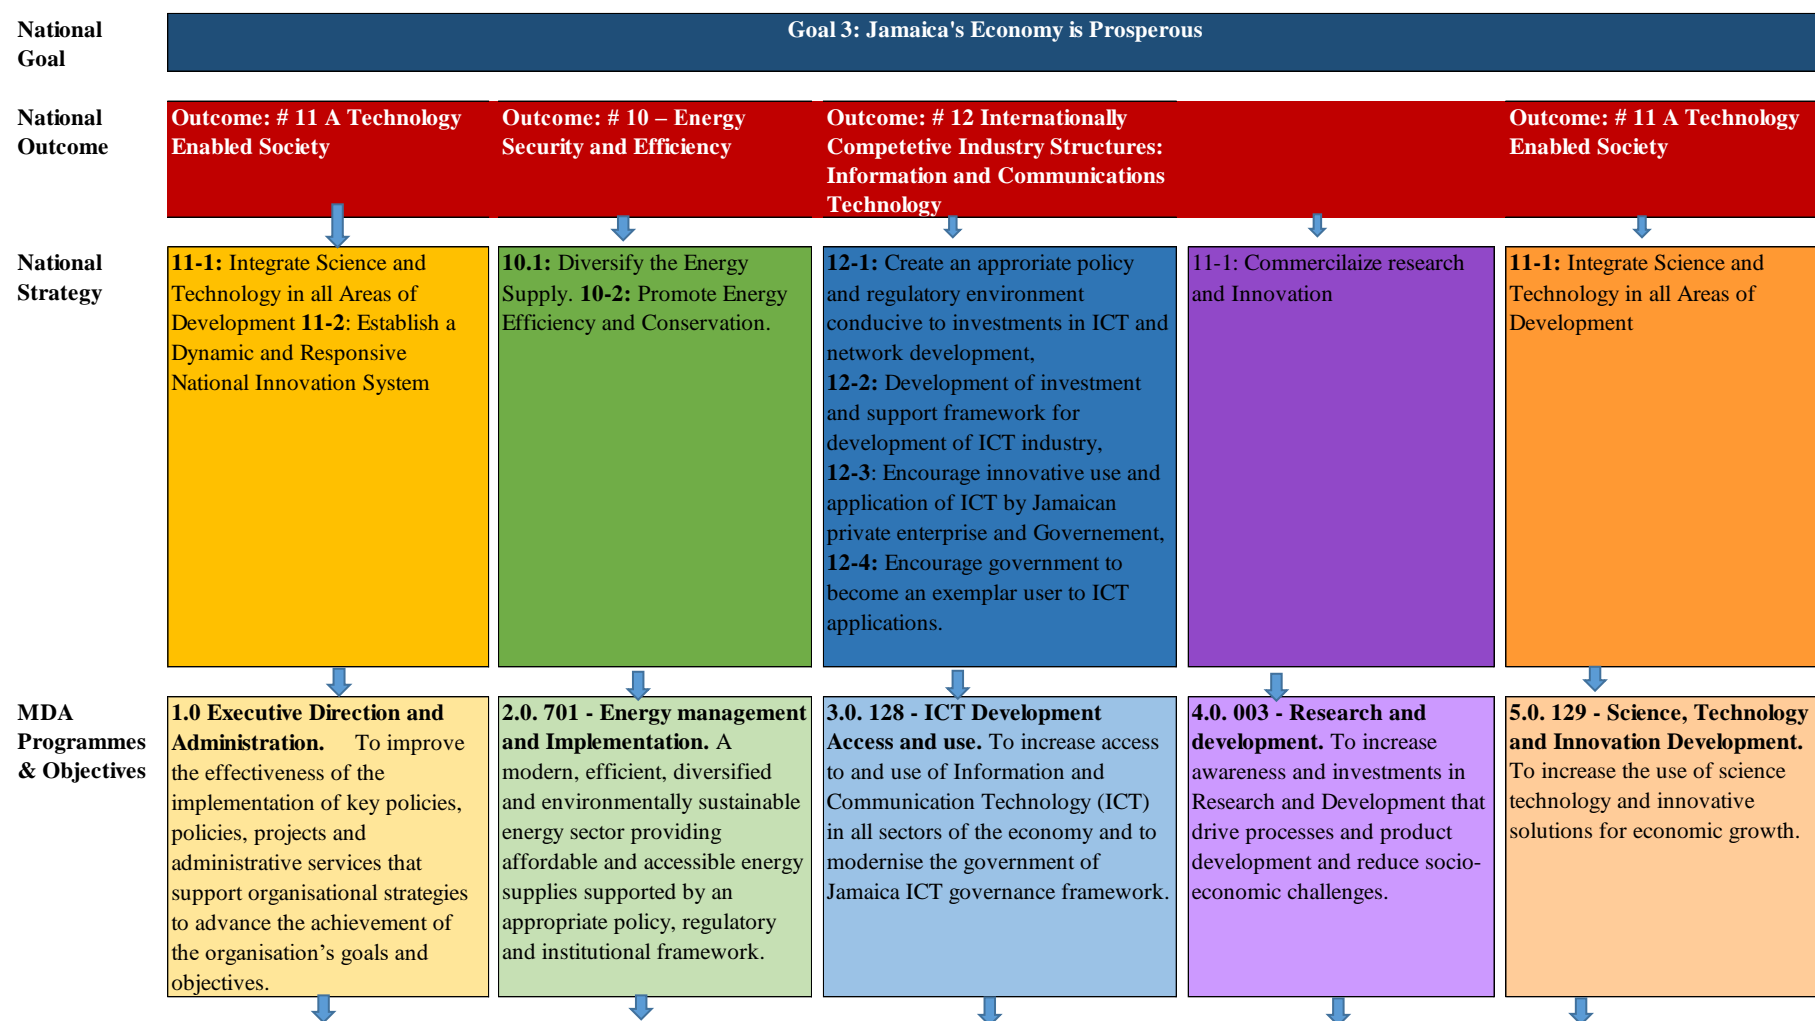 National
Goal
Goal 3: Jamaica's Economy is Prosperous
National
Outcome
Outcome: # 11 A Technology
Enabled Society
Outcome: # 10 – Energy
Security and Efficiency
Outcome: # 12 Internationally
Competetive Industry Structures:
Information and Communications
Technology
Outcome: # 11 A Technology
Enabled Society
National
Strategy
11-1: Integrate Science and
Technology in all Areas of
Development 11-2: Establish a
Dynamic and Responsive
National Innovation System
10.1: Diversify the Energy
Supply. 10-2: Promote Energy
Efficiency and Conservation.
12-1: Create an approriate policy
and regulatory environment
conducive to investments in ICT and
network development,
12-2: Development of investment
and support framework for
development of ICT industry,
12-3: Encourage innovative use and
application of ICT by Jamaican
private enterprise and Governement,
12-4: Encourage government to
become an exemplar user to ICT
applications.
11-1: Commercilaize research
and Innovation
11-1: Integrate Science and
Technology in all Areas of
Development
MDA
Programmes
& Objectives
1.0 Executive Direction and
Administration. To improve
the effectiveness of the
implementation of key policies,
policies, projects and
administrative services that
support organisational strategies
to advance the achievement of
the organisation’s goals and
objectives.
2.0. 701 - Energy management
and Implementation. A
modern, efficient, diversified
and environmentally sustainable
energy sector providing
affordable and accessible energy
supplies supported by an
appropriate policy, regulatory
and institutional framework.
3.0. 128 - ICT Development
Access and use. To increase access
to and use of Information and
Communication Technology (ICT)
in all sectors of the economy and to
modernise the government of
Jamaica ICT governance framework.
4.0. 003 - Research and
development. To increase
awareness and investments in
Research and Development that
drive processes and product
development and reduce socio-
economic challenges.
5.0. 129 - Science, Technology
and Innovation Development.
To increase the use of science
technology and innovative
solutions for economic growth.